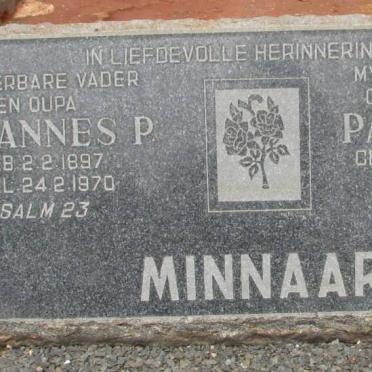 IN LIEFDEVOLLE HERINNERIN
ERBARE VADER
EN OUPA
ANNES P.
EB. 2.2.1897
L. 24.2.1970
SALM 23
MY
PA
MINNAAR